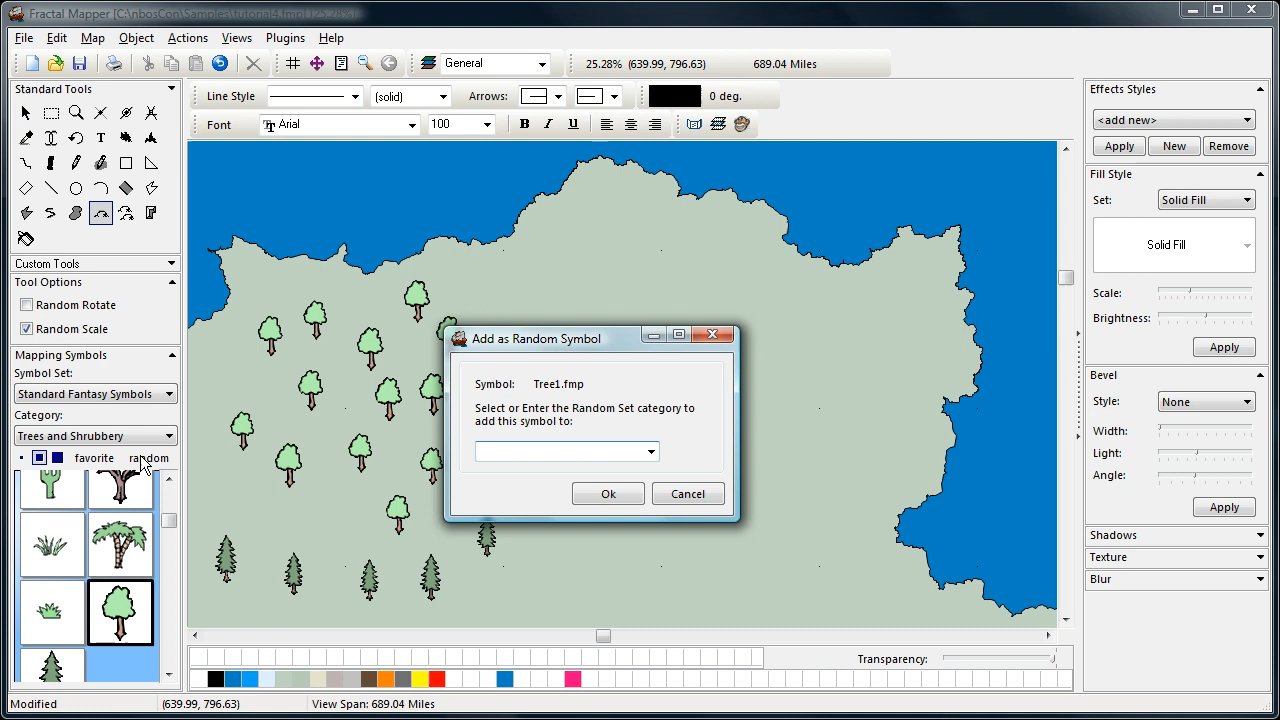 Fractal Mapper [C:\nbosCon\Samples\tutorial4.fmp] [25.28%]
File Edit Map Object Actions Views Plugins Help
General 25.28% (639.99, 796.63) 689.04 Miles
Standard Tools
Line Style (solid) Arrows: 0 deg.
Font Arial 100 B I U
Custom Tools
Tool Options
Random Rotate
Random Scale
Mapping Symbols
Symbol Set:
Standard Fantasy Symbols
Category:
Trees and Shrubbery
favorite random
Add as Random Symbol
Symbol: Tree1.fmp
Select or Enter the Random Set category to
add this symbol to:
Ok Cancel
Effects Styles
<add new>
Apply New Remove
Fill Style
Set: Solid Fill
Solid Fill
Scale:
Brightness:
Apply
Bevel
Style: None
Width:
Light:
Angle:
Apply
Shadows
Texture
Blur
Transparency:
Modified (639.99, 796.63) View Span: 689.04 Miles